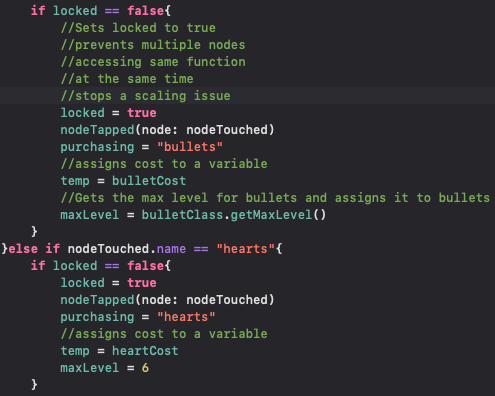 if locked == false{
//Sets locked to true
//prevents multiple nodes
//accessing same function
//at the same time
//stops a scaling issue
locked = true
nodeTapped(node: nodeTouched)
purchasing = "bullets"
//assigns cost to a variable
temp = bulletCost
//Gets the max level for bullets and assigns it to bullets
maxLevel = bulletClass.getMaxLevel()
}
}else if nodeTouched.name == "hearts"{
if locked == false{
locked = true
nodeTapped(node: nodeTouched)
purchasing = "hearts"
//assigns cost to a variable
temp = heartCost
maxLevel = 6
}